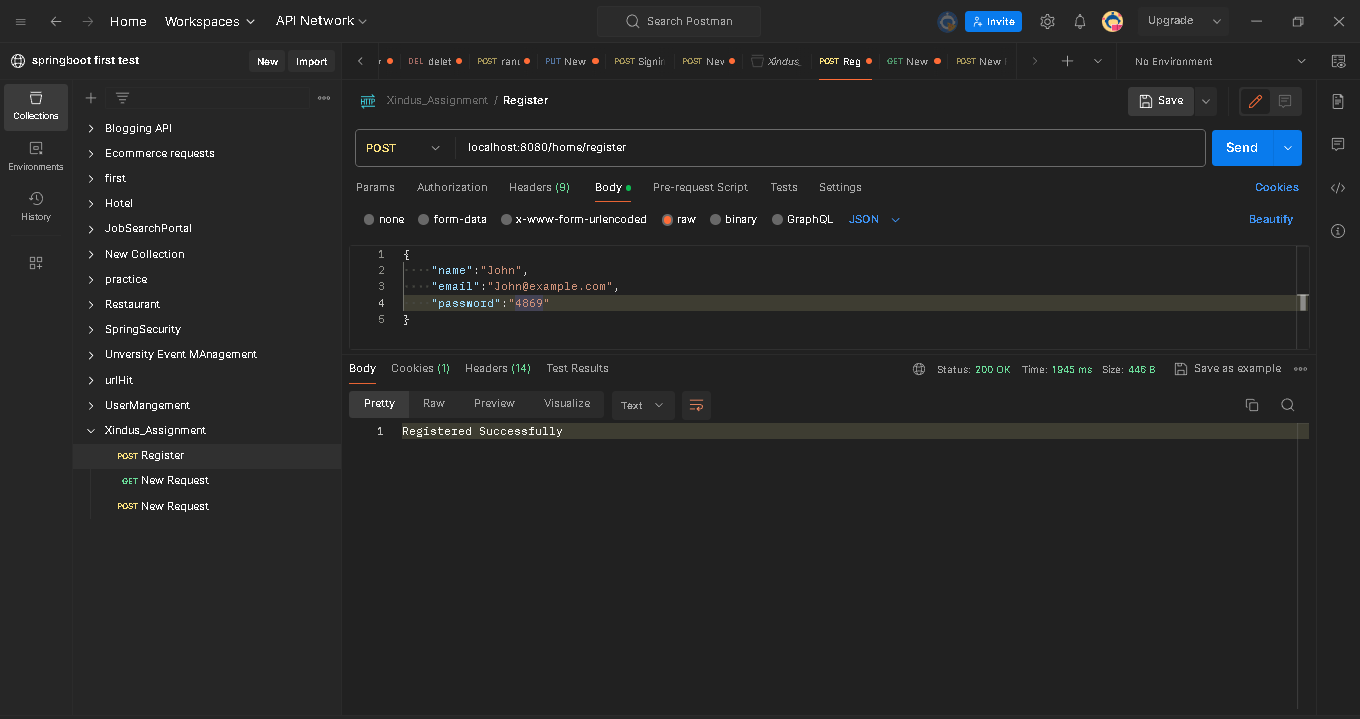 Home Workspaces API Network Search Postman Invite Upgrade
springboot first test New Import
DEL delet POST PUT New POST Signin POST Nev Xindus_ POST Reg GET New POST New No Environment
Collections
Environments
History
Blogging API
Ecommerce requests
first
Hotel
JobSearchPortal
New Collection
practice
Restaurant
SpringSecurity
Unversity Event MAnagement
urlHit
UserMangement
Xindus_Assignment
POST Register
GET New Request
POST New Request
HTTP Xindus_Assignment / Register Save
POST localhost:8080/home/register Send
Params Authorization Headers (9) Body Pre-request Script Tests Settings Cookies
none form-data x-www-form-urlencoded raw binary GraphQL JSON Beautify
1 {
2 "name":"John",
3 "email":"John@example.com",
4 "password":"4869"
5 }
Body Cookies (1) Headers (14) Test Results Status: 200 OK Time: 1945 ms Size: 446 B Save as example
Pretty Raw Preview Visualize Text
1 Registered Successfully